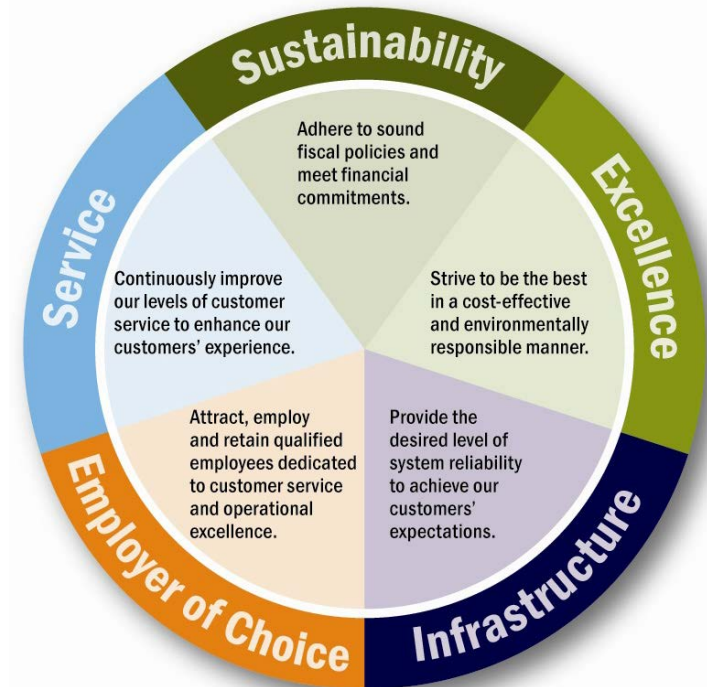 Sustainability
Adhere to sound
fiscal policies and
meet financial
commitments.
Excellence
Strive to be the best
in a cost-effective
and environmentally
responsible manner.
Infrastructure
Provide the
desired level of
system reliability
to achieve our
customers’
expectations.
Employer of Choice
Attract, employ
and retain qualified
employees dedicated
to customer service
and operational
excellence.
Service
Continuously improve
our levels of customer
service to enhance our
customers’ experience.